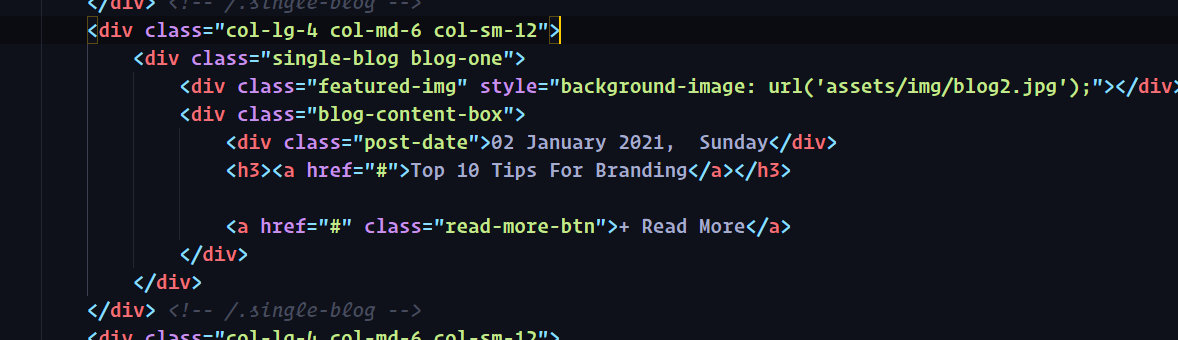 </div> <!-- /.single-blog -->
<div class="col-lg-4 col-md-6 col-sm-12">
<div class="single-blog blog-one">
<div class="featured-img" style="background-image: url('assets/img/blog2.jpg');"></div>
<div class="blog-content-box">
<div class="post-date">02 January 2021,  Sunday</div>
<h3><a href="#">Top 10 Tips For Branding</a></h3>
<a href="#" class="read-more-btn">+ Read More</a>
</div>
</div>
</div> <!-- /.single-blog -->
<div class="col-lg-4 col-md-6 col-sm-12">